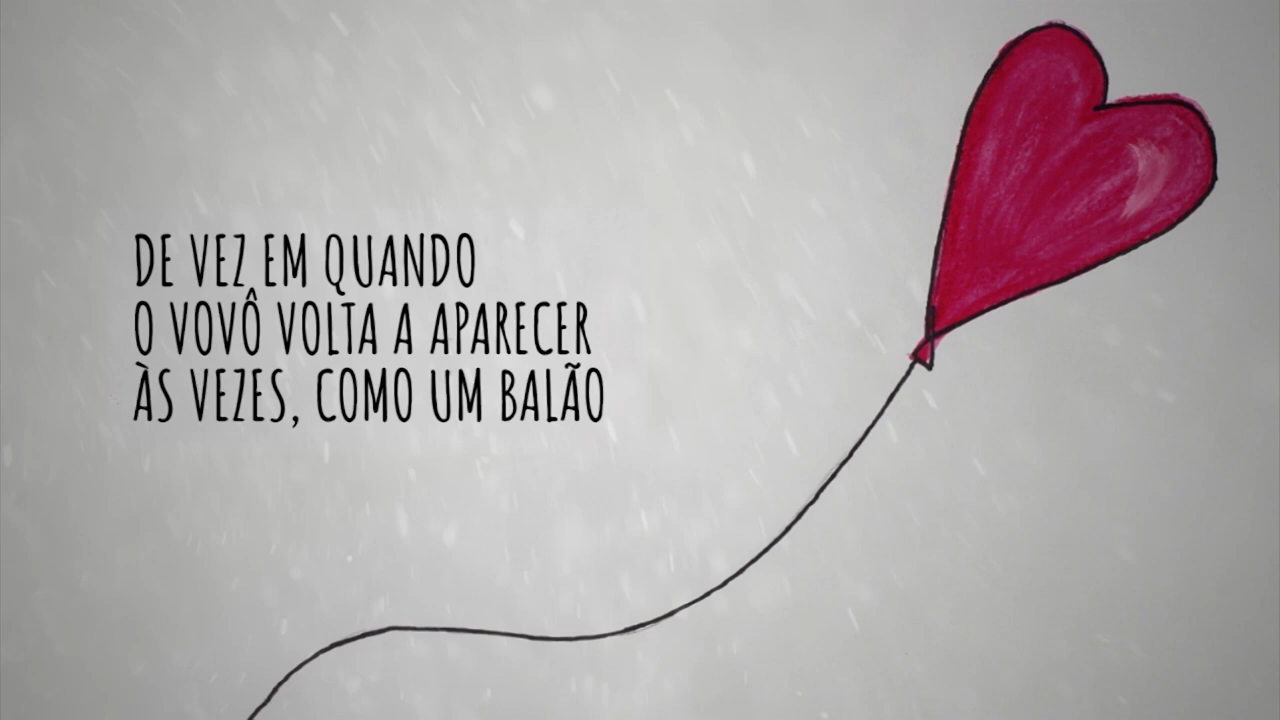 DE VEZ EM QUANDO
O VOVÔ VOLTA A APARECER
ÀS VEZES, COMO UM BALÃO